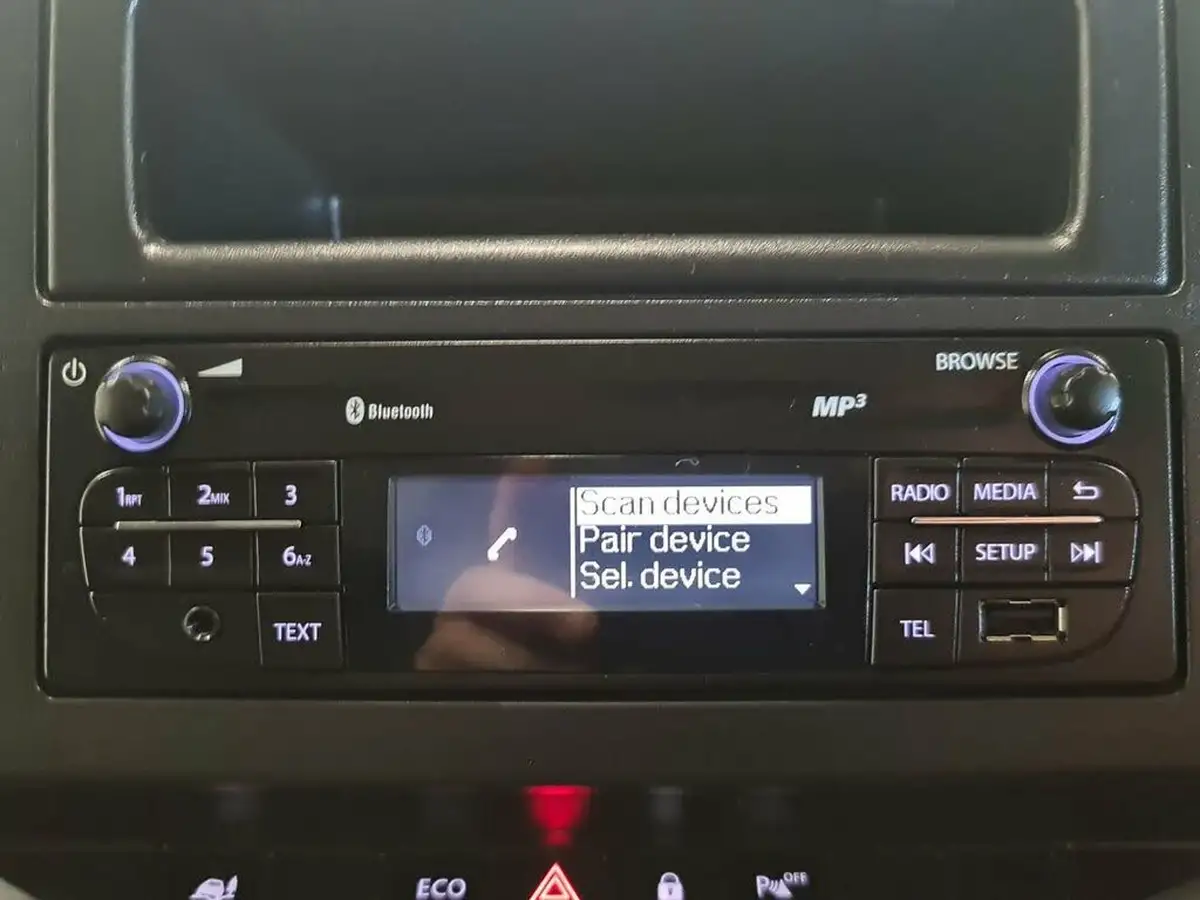 BROWSE
Bluetooth
MP3
1RPT 2MIX 3
RADIO MEDIA
Scan devices
Pair device
Sel. device
4 5 6A-Z
SETUP
TEXT
TEL
ECO
P OFF